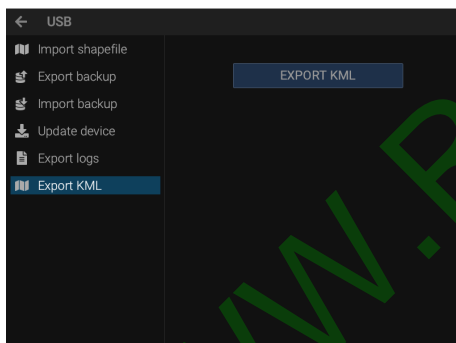 USB
Import shapefile
Export backup
EXPORT KML
Import backup
Update device
Export logs
Export KML
W.P